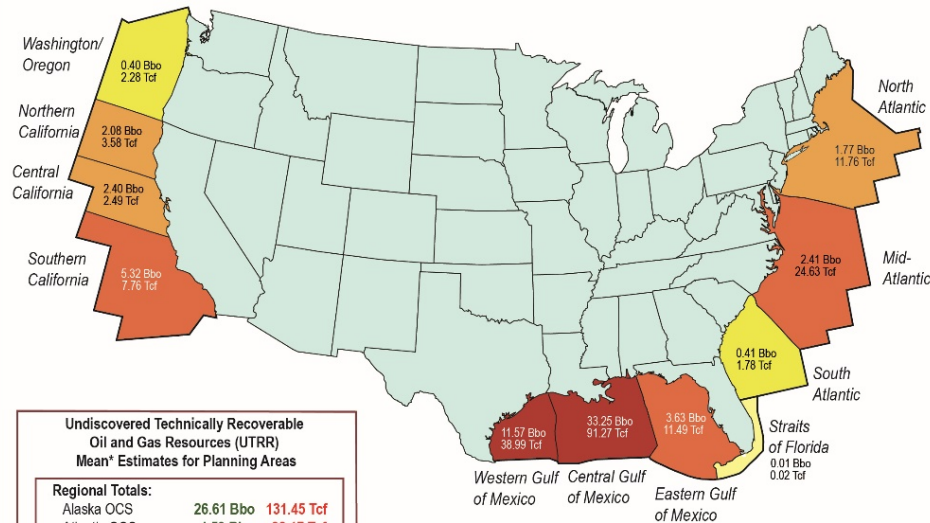 Washington/
Oregon
0.40 Bbo
2.28 Tcf
Northern
California
2.08 Bbo
3.58 Tcf
Central
California
2.40 Bbo
2.49 Tcf
Southern
California
5.32 Bbo
7.76 Tcf
North
Atlantic
1.77 Bbo
11.76 Tcf
Mid-
Atlantic
2.41 Bbo
24.63 Tcf
0.41 Bbo
1.78 Tcf
South
Atlantic
Straits
of Florida
0.01 Bbo
0.02 Tcf
11.57 Bbo
38.99 Tcf
33.25 Bbo
91.27 Tcf
3.63 Bbo
11.49 Tcf
Western Gulf
of Mexico
Central Gulf
of Mexico
Eastern Gulf
of Mexico
Undiscovered Technically Recoverable
Oil and Gas Resources (UTRR)
Mean* Estimates for Planning Areas
Regional Totals:
Alaska OCS 26.61 Bbo 131.45 Tcf